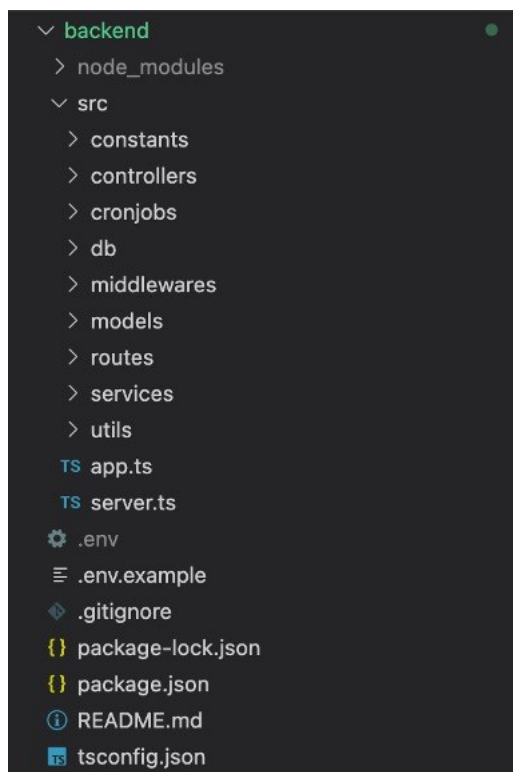 backend
node_modules
src
constants
controllers
cronjobs
db
middlewares
models
routes
services
utils
TS app.ts
TS server.ts
.env
.env.example
.gitignore
{} package-lock.json
{} package.json
README.md
TS tsconfig.json